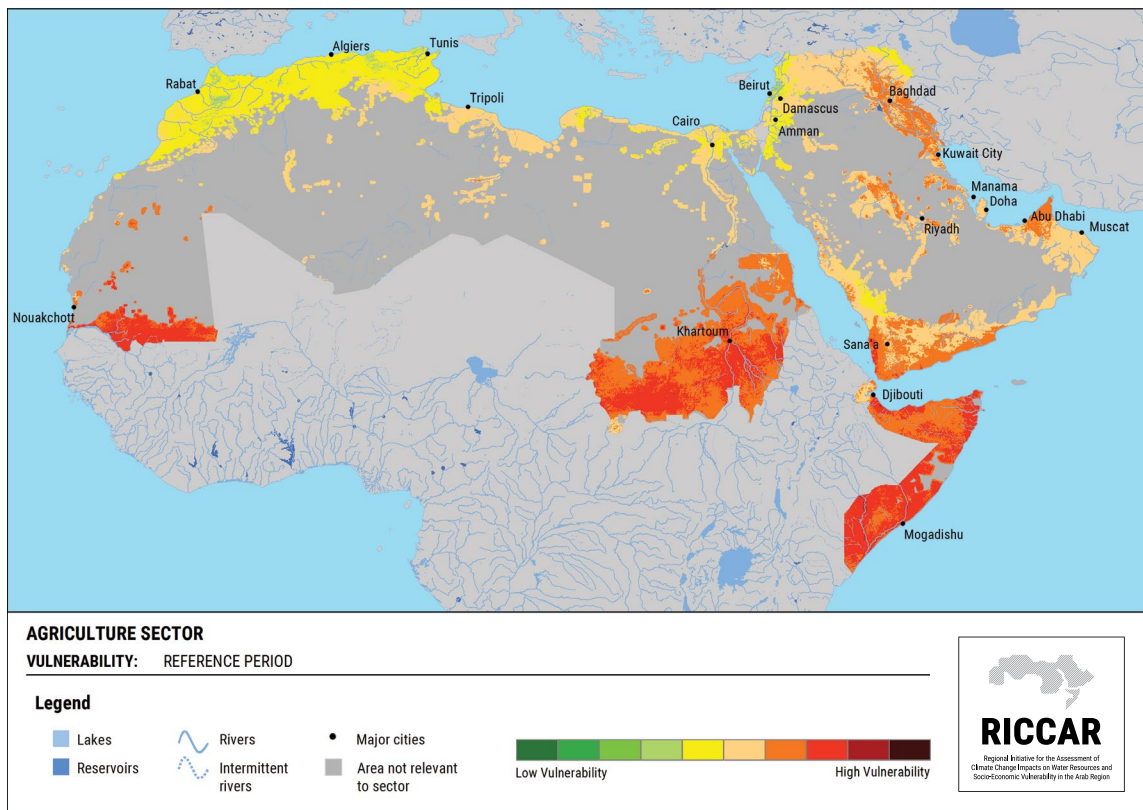 Algiers
Tunis
Rabat
Tripoli
Beirut
Damascus
Baghdad
Cairo
Amman
Kuwait City
Manama
Doha
Abu Dhabi
Muscat
Riyadh
Nouakchott
Khartoum
Sana'a
Djibouti
Mogadishu
AGRICULTURE SECTOR
VULNERABILITY: REFERENCE PERIOD
Legend
Lakes
Rivers
Major cities
Reservoirs
Intermittent
rivers
Area not relevant
to sector
Low Vulnerability
High Vulnerability
RICCAR
Regional Initiative for the Assessment of
Climate Change Impacts on Water Resources and
Socio-Economic Vulnerability in the Arab Region